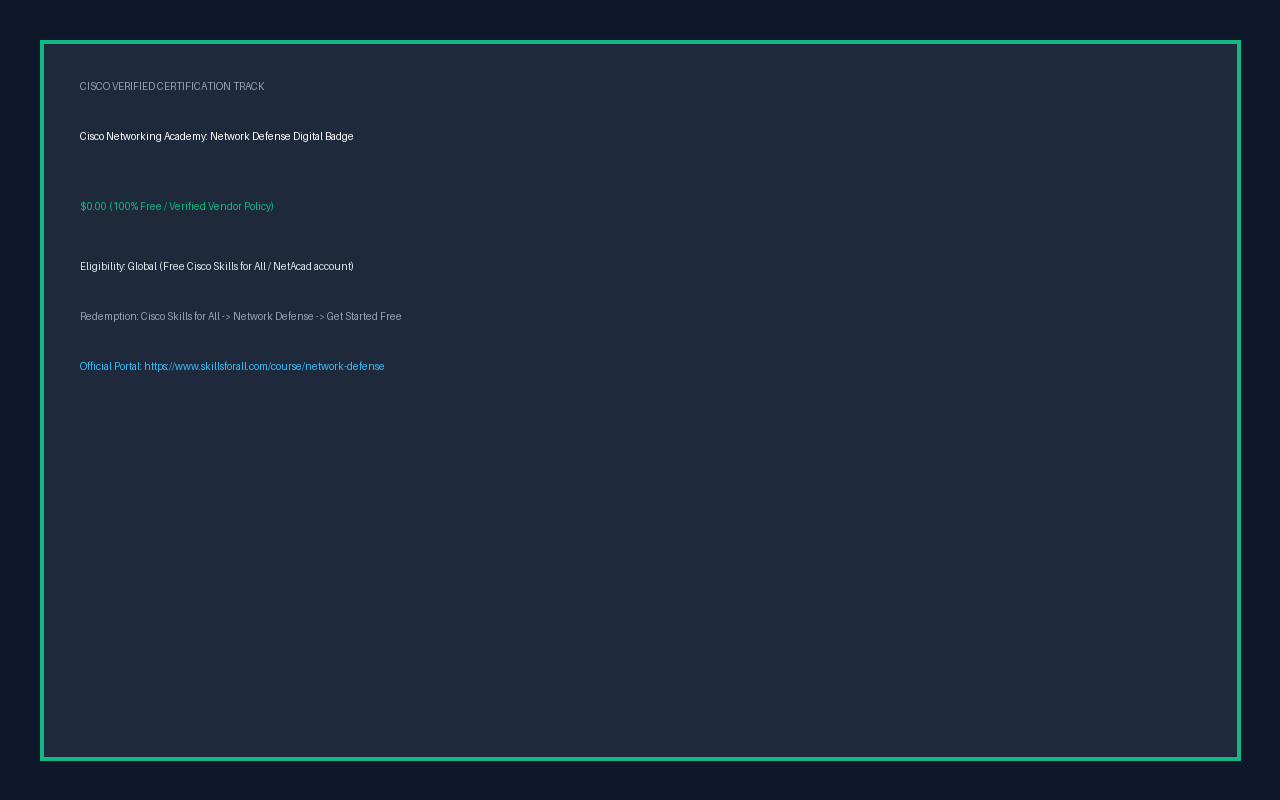 CISCO VERIFIED CERTIFICATION TRACK
Cisco Networking Academy: Network Defense Digital Badge
$0.00 (100% Free / Verified Vendor Policy)
Eligibility: Global (Free Cisco Skills for All / NetAcad account)
Redemption: Cisco Skills for All -> Network Defense -> Get Started Free
Official Portal: https://www.skillsforall.com/course/network-defense